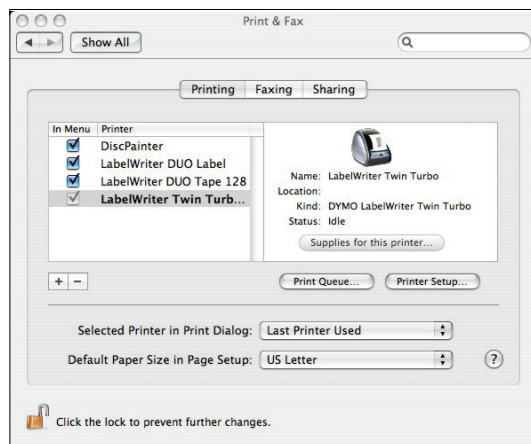 Print & Fax
Show All
Printing Faxing Sharing
In Menu Printer
DiscPainter
LabelWriter DUO Label
LabelWriter DUO Tape 128
LabelWriter Twin Turb...
Name: LabelWriter Twin Turbo
Location:
Kind: DYMO LabelWriter Twin Turbo
Status: Idle
Supplies for this printer...
+ −
Print Queue... Printer Setup...
Selected Printer in Print Dialog: Last Printer Used
Default Paper Size in Page Setup: US Letter ?
Click the lock to prevent further changes.